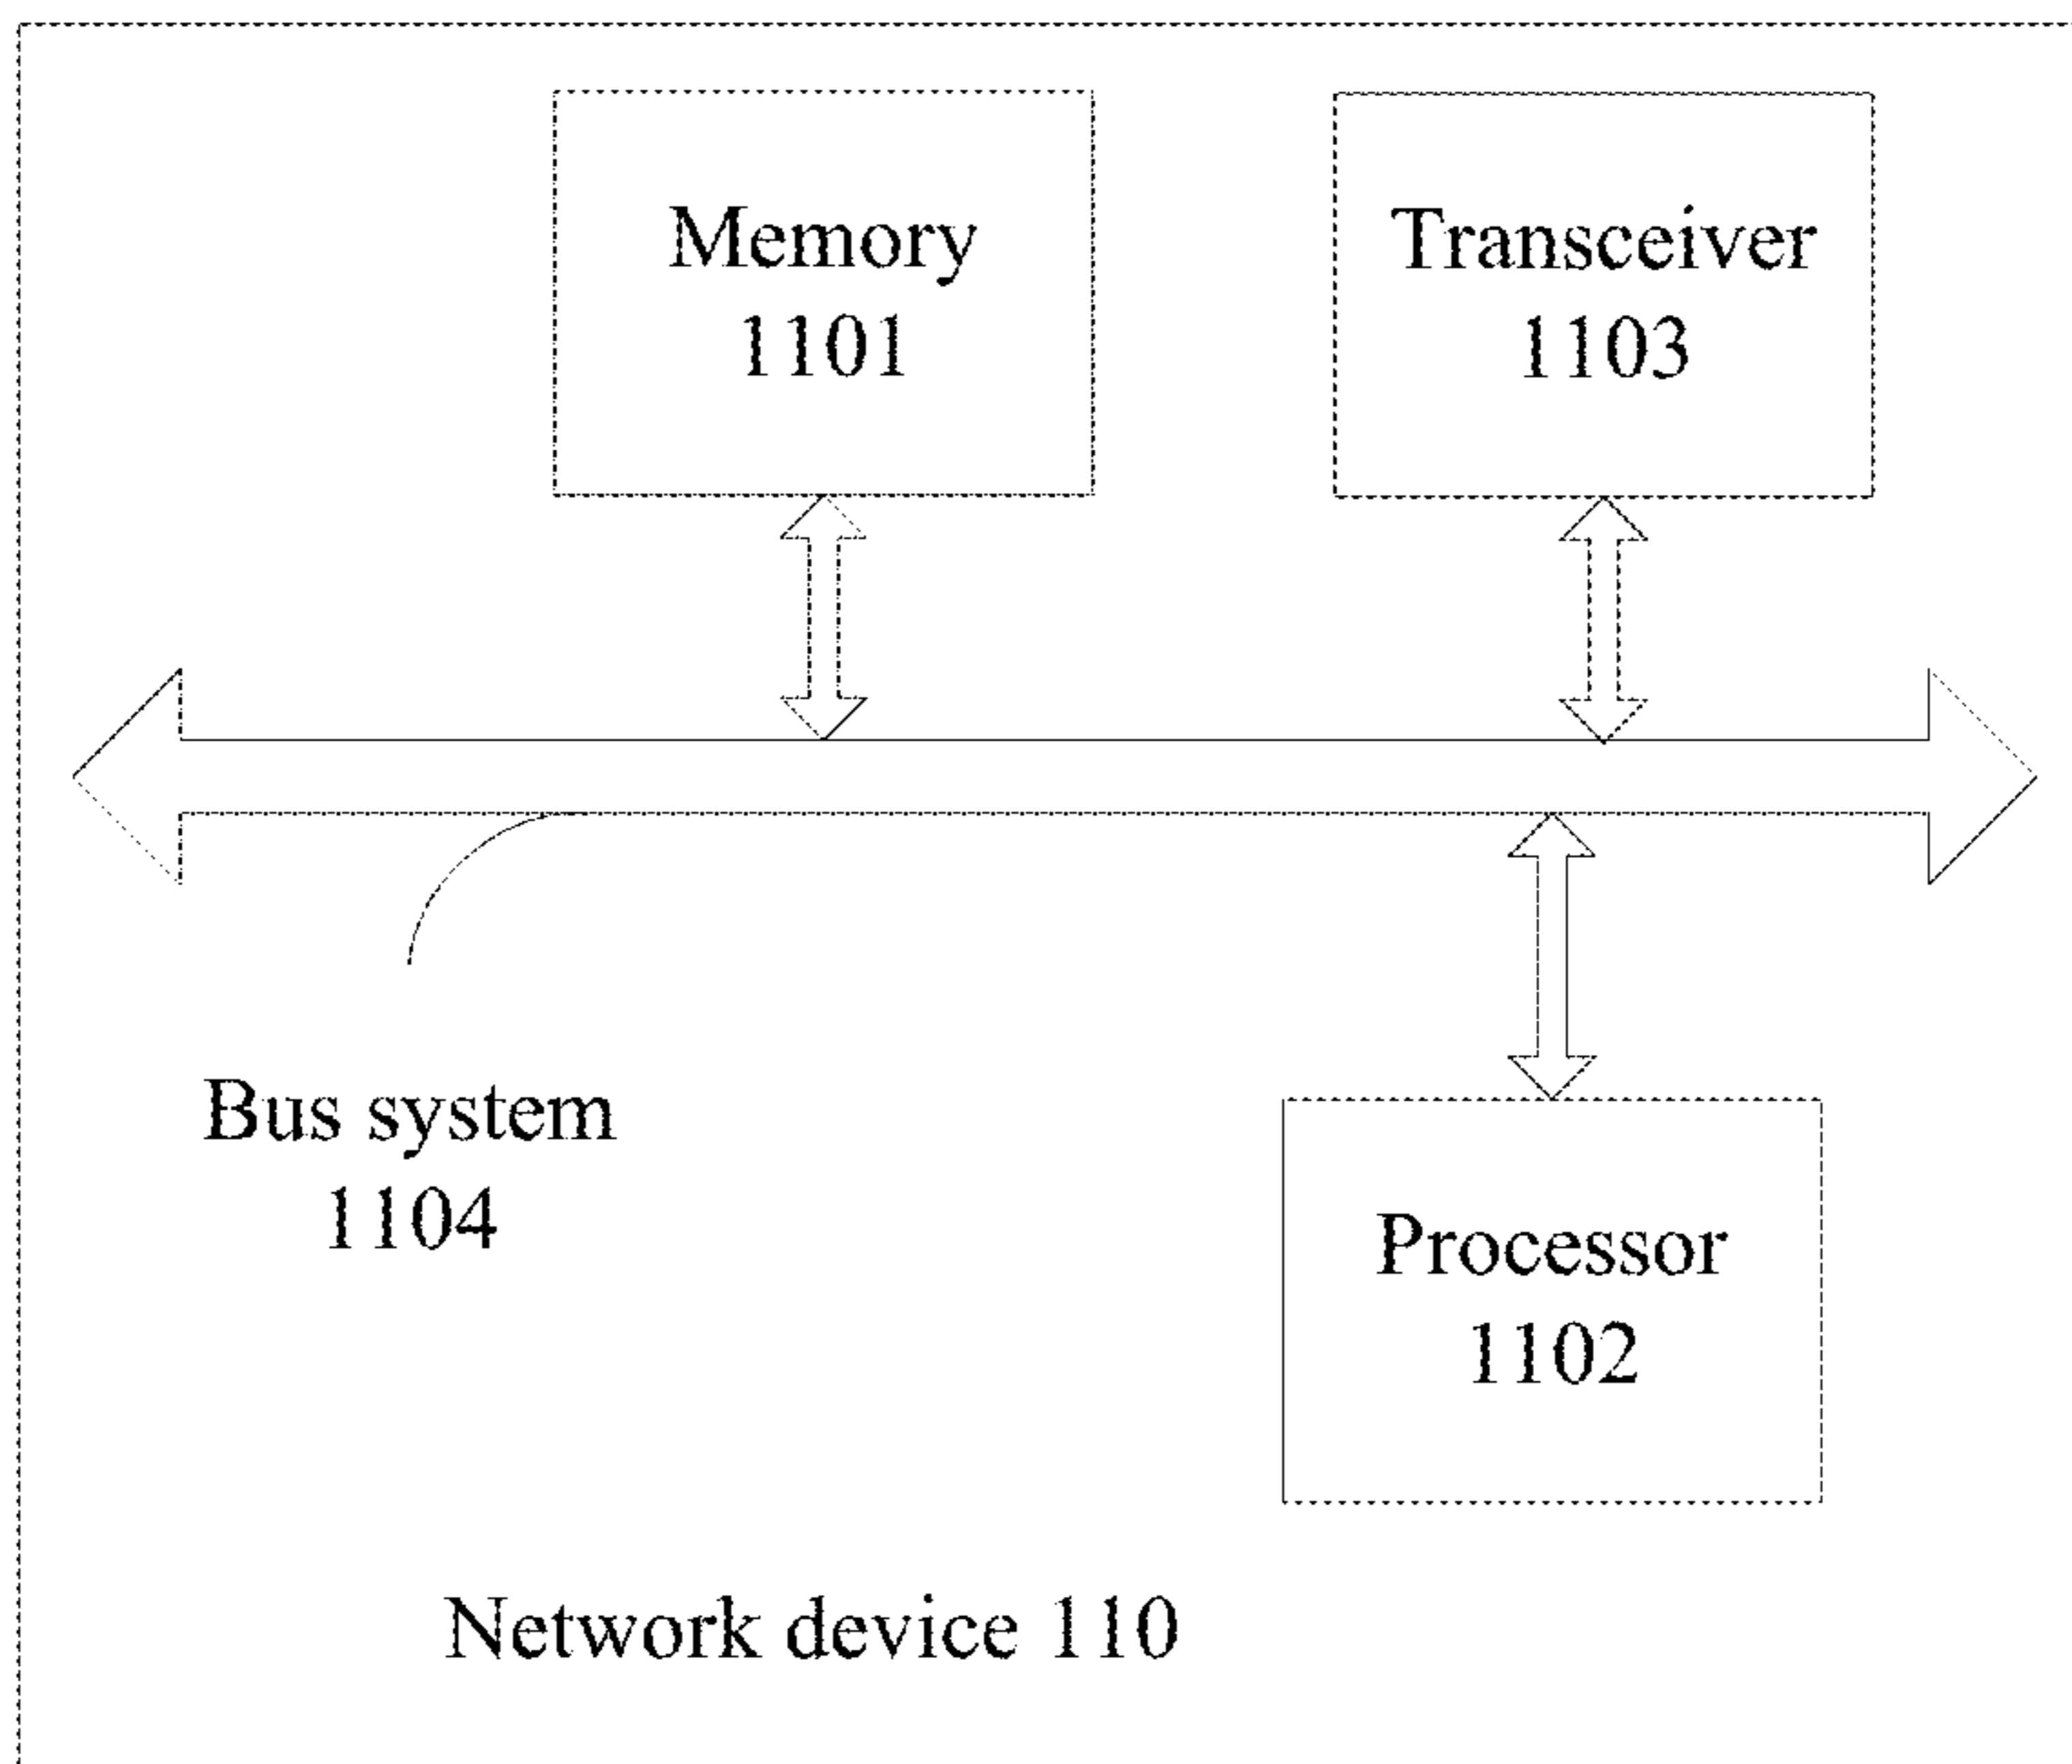 Memory
1101
Transceiver
1103
Bus system
1104
Processor
1102
Network device 110